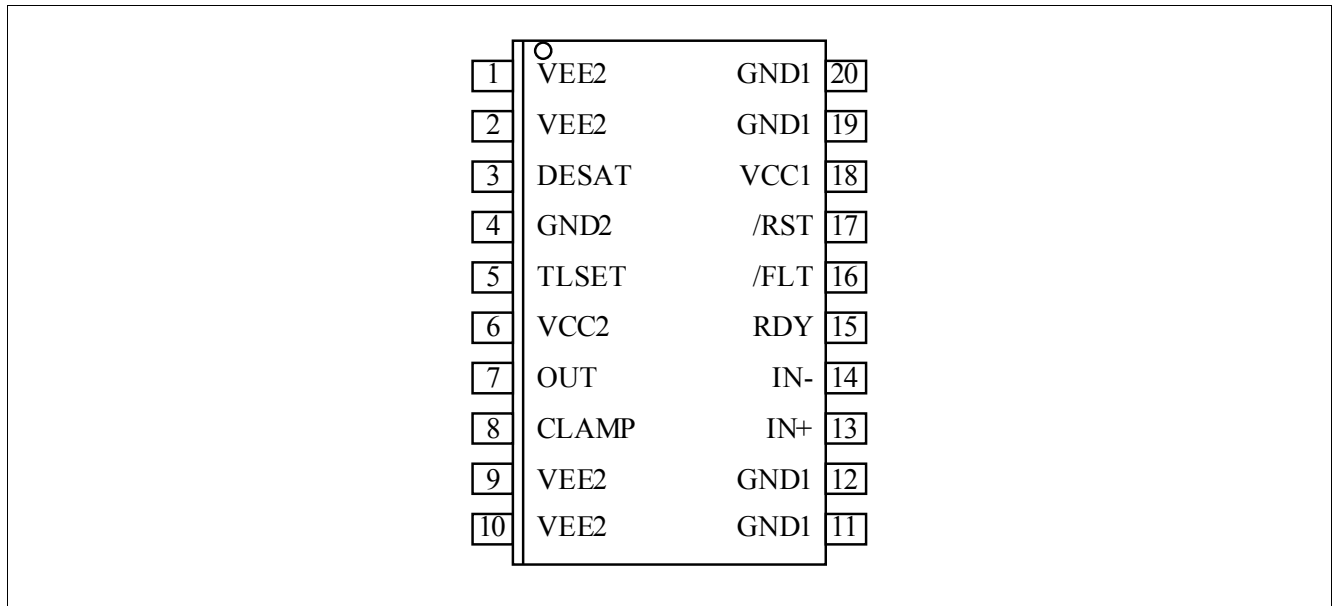 1 VEE2 GND1 20
2 VEE2 GND1 19
3 DESAT VCC1 18
4 GND2 /RST 17
5 TLSET /FLT 16
6 VCC2 RDY 15
7 OUT IN- 14
8 CLAMP IN+ 13
9 VEE2 GND1 12
10 VEE2 GND1 11